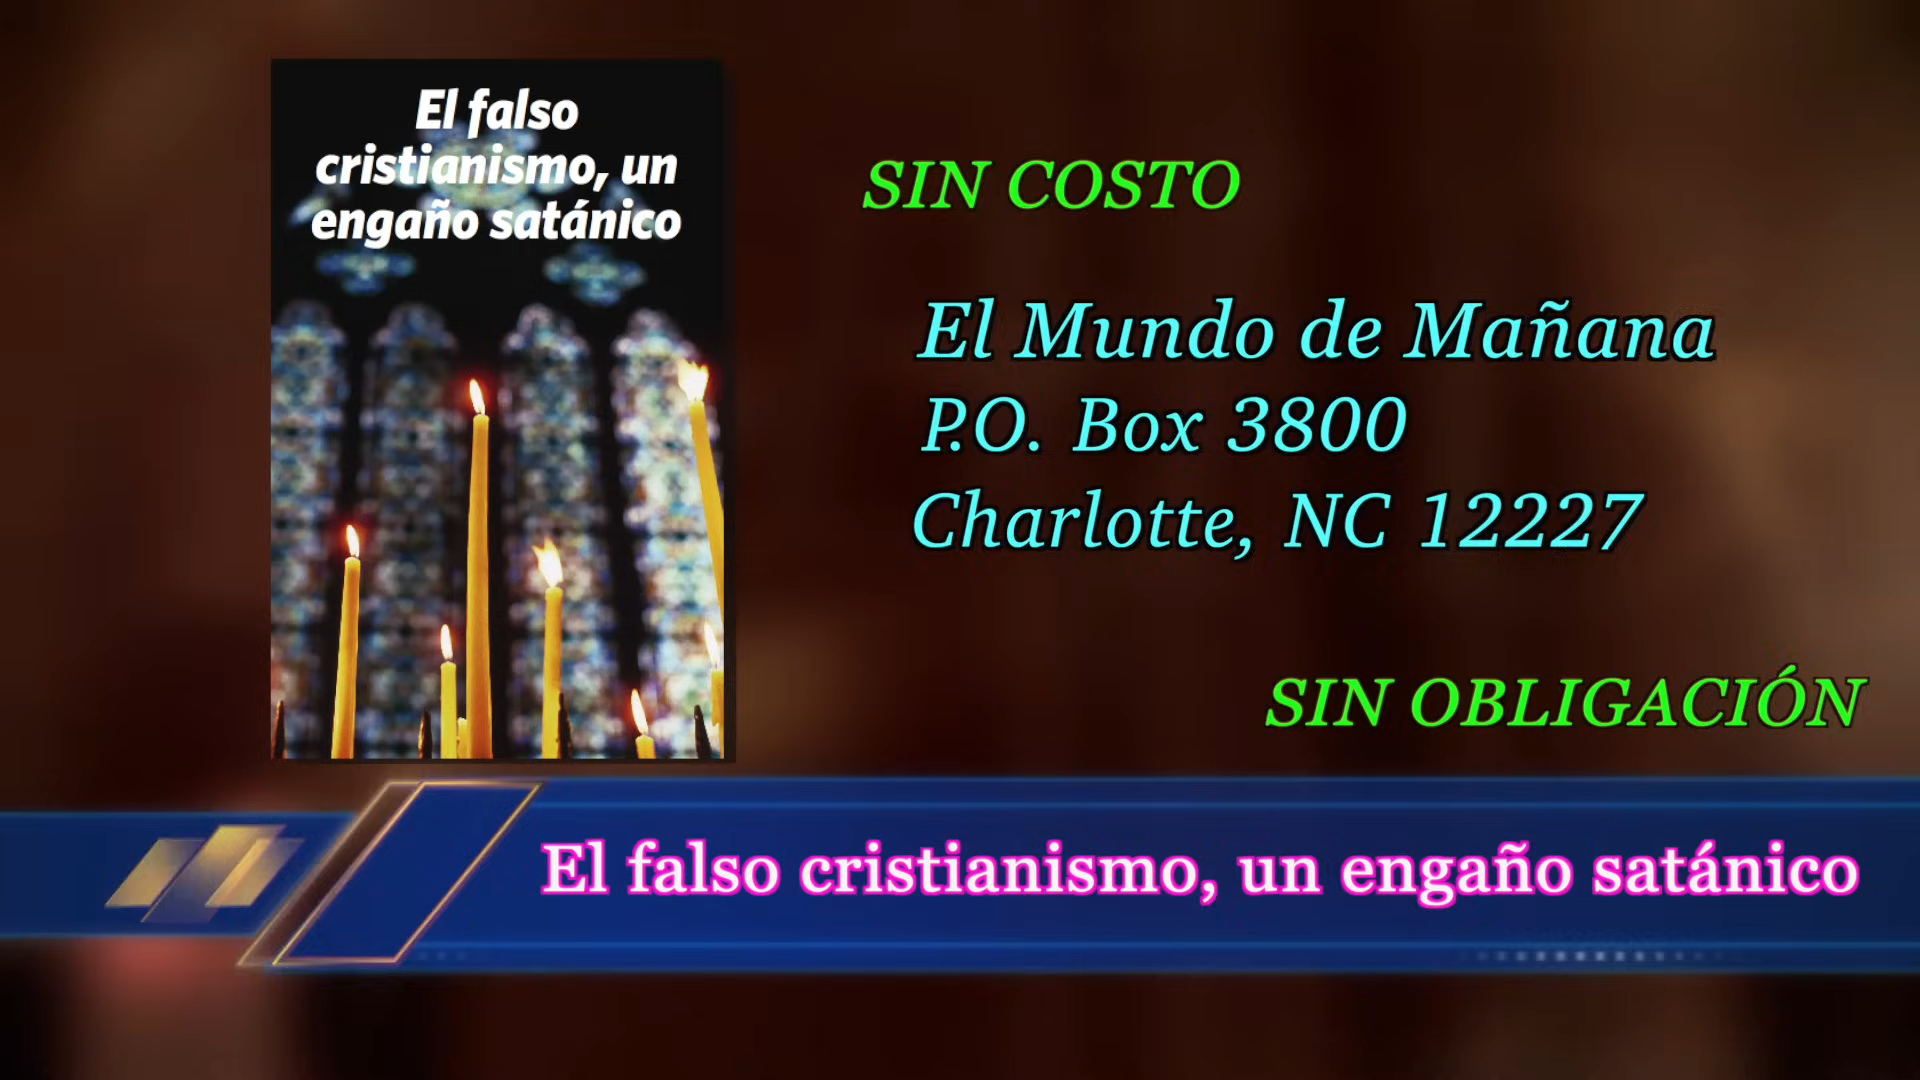 El falso
cristianismo, un
engaño satánico
SIN COSTO
El Mundo de Mañana
P.O. Box 3800
Charlotte, NC 12227
SIN OBLIGACIÓN
El falso cristianismo, un engaño satánico